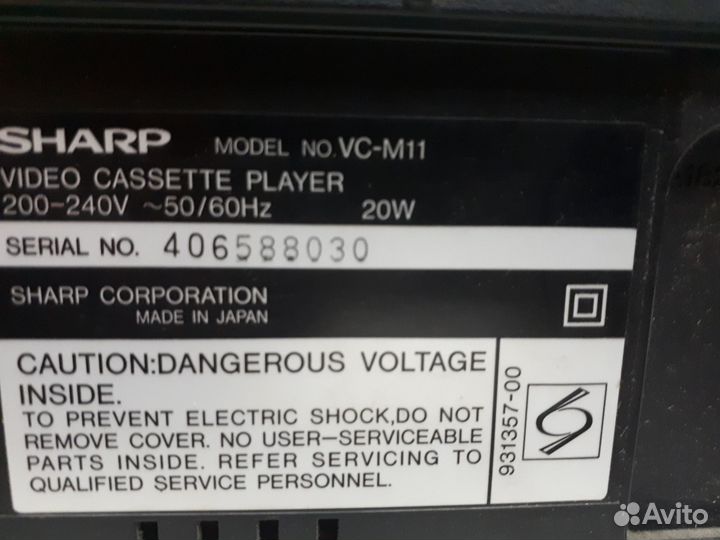 SHARP MODEL NO. VC-M11
VIDEO CASSETTE PLAYER
200-240V ~50/60Hz 20W
SERIAL NO. 406588030
SHARP CORPORATION
MADE IN JAPAN
CAUTION:DANGEROUS VOLTAGE
INSIDE.
TO PREVENT ELECTRIC SHOCK,DO NOT
REMOVE COVER. NO USER-SERVICEABLE
PARTS INSIDE. REFER SERVICING TO
QUALIFIED SERVICE PERSONNEL.
931357-00
Avito